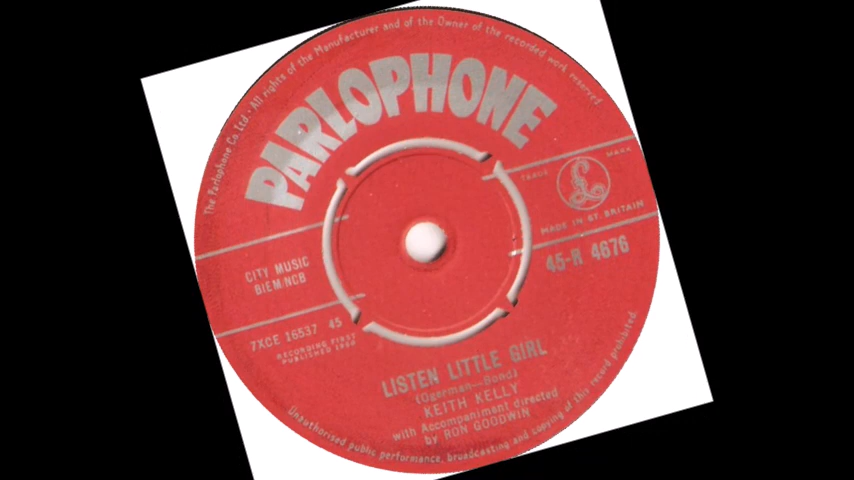 The Parlophone Co. Ltd. · All rights of the Manufacturer and of the Owner of the recorded work reserved
PARLOPHONE
TRADE MARK
£
MADE IN GT. BRITAIN
CITY MUSIC
BIEM/NCB
45-R 4676
7XCE 16537 45
RECORDING FIRST
PUBLISHED 1960
LISTEN LITTLE GIRL
(Ogerman—Bond)
KEITH KELLY
with Accompaniment directed
by RON GOODWIN
Unauthorised public performance, broadcasting and copying of this record prohibited.